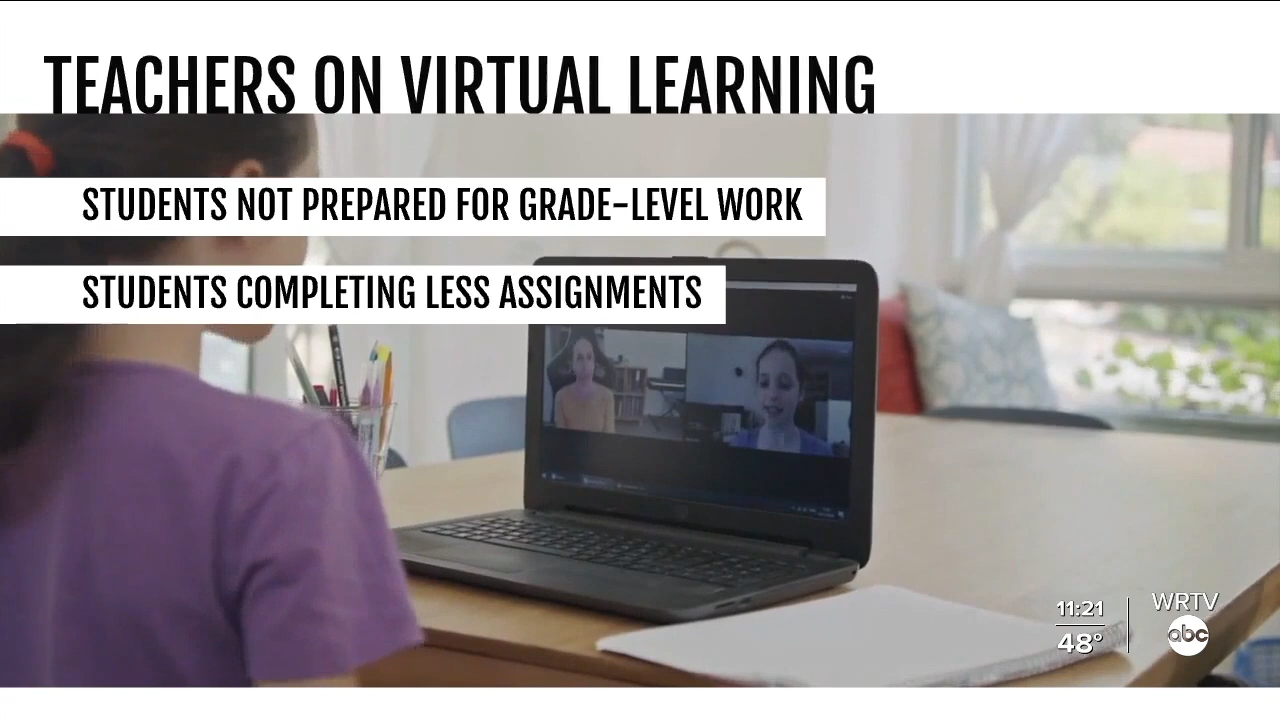 TEACHERS ON VIRTUAL LEARNING
STUDENTS NOT PREPARED FOR GRADE-LEVEL WORK
STUDENTS COMPLETING LESS ASSIGNMENTS
11:21
48°
WRTV
abc